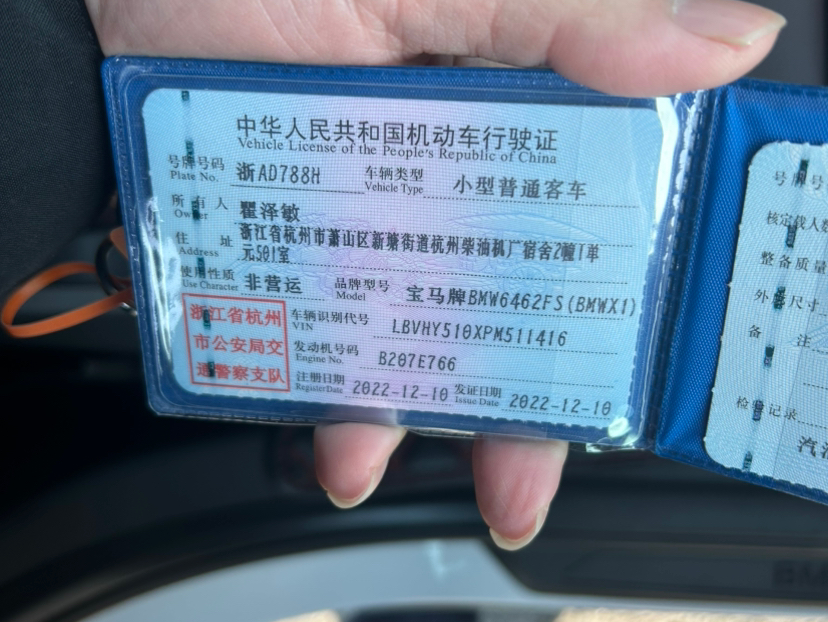 中华人民共和国机动车行驶证
Vehicle License of the People's Republic of China
号牌号码 浙AD788H 车辆类型 小型普通客车
Plate No. Vehicle Type
所有人 瞿泽敏
Owner
住址 浙江省杭州市萧山区新塘街道杭州柴油机厂宿舍2幢1单
Address 元501室
使用性质 非营运 品牌型号 宝马牌BMW6462FS(BMWX1)
Use Character Model
浙江省杭州
市公安局交
通警察支队
车辆识别代号 LBVHY510XPM511416
VIN
发动机号码 B207E766
Engine No.
注册日期 2022-12-10 发证日期 2022-12-10
Register Date Issue Date
号牌号
核定载人数
整备质量
外廓尺寸
备注
检验记录